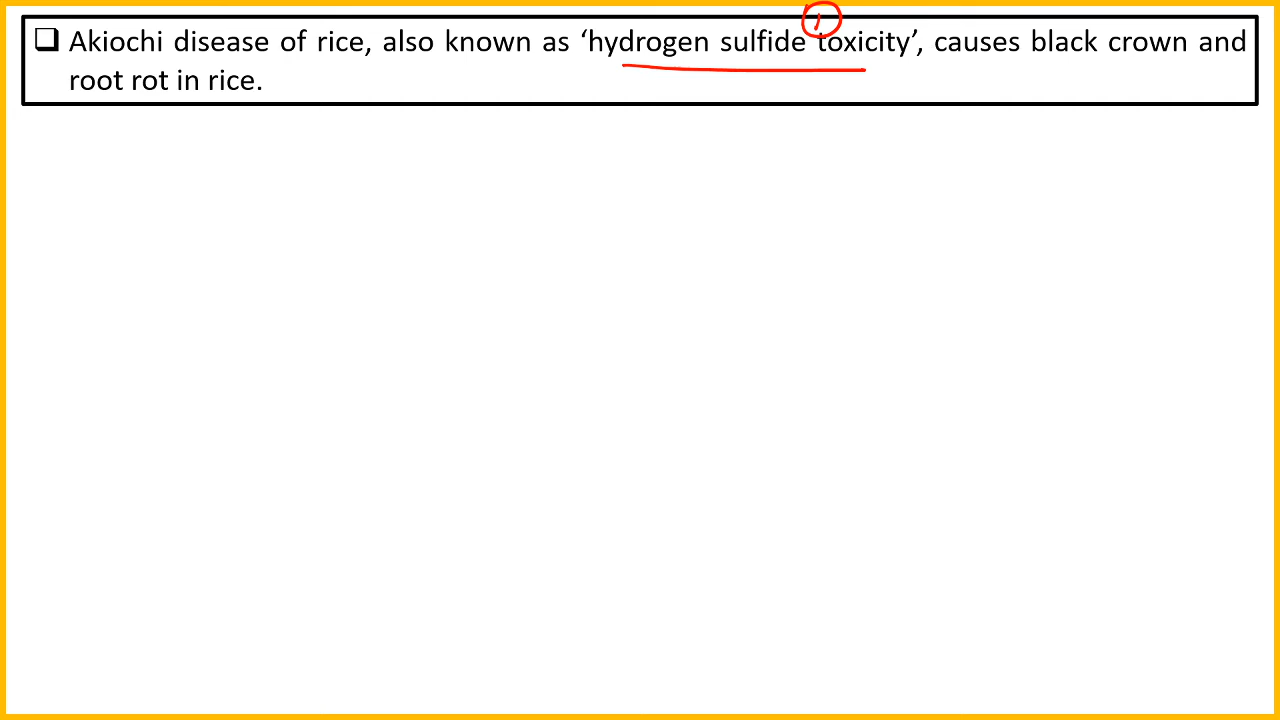 ❑ Akiochi disease of rice, also known as ‘hydrogen sulfide toxicity’, causes black crown and
root rot in rice.